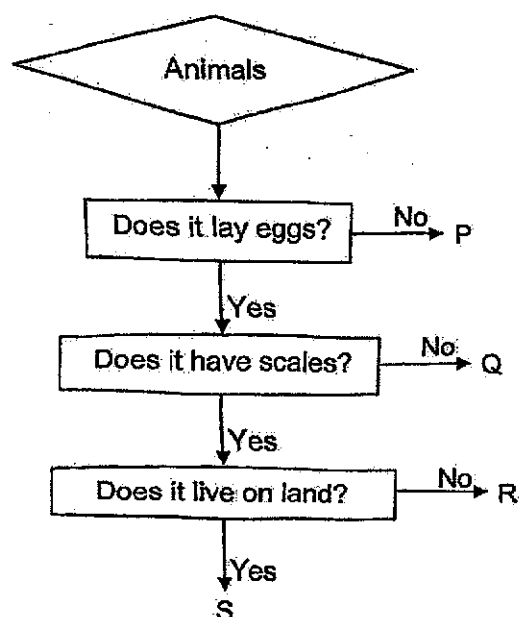 Animals
Does it lay eggs?
No
P
Yes
Does it have scales?
No
Q
Yes
Does it live on land?
No
R
Yes
S